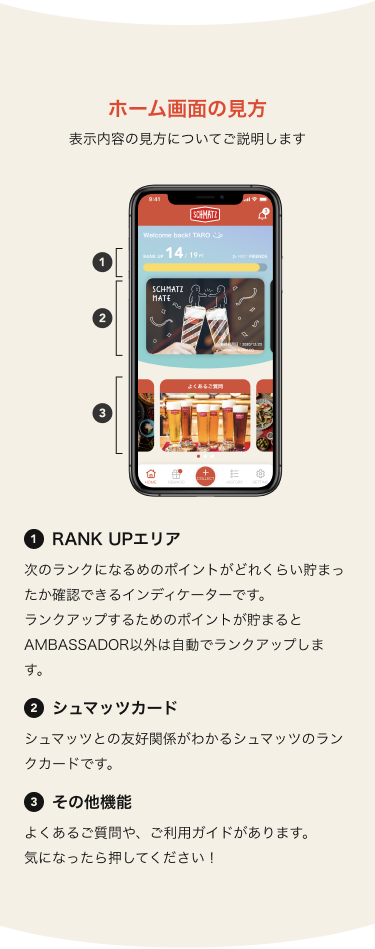 ホーム画面の見方
表示内容の見方についてご説明します
9:41
SCHMATZ
Welcome back! TARO
1
RANK UP 14 / 19 PT
NEXT FRIENDS
2
SCHMATZ
MATE
2020/12/25
よくあるご質問
3
HOME
COLLECT
HISTORY
1 RANK UPエリア
次のランクになるめのポイントがどれくらい貯まっ
たか確認できるインディケーターです。
ランクアップするためのポイントが貯まると
AMBASSADOR以外は自動でランクアップしま
す。
2 シュマッツカード
シュマッツとの友好関係がわかるシュマッツのラン
クカードです。
3 その他機能
よくあるご質問や、ご利用ガイドがあります。
気になったら押してください！